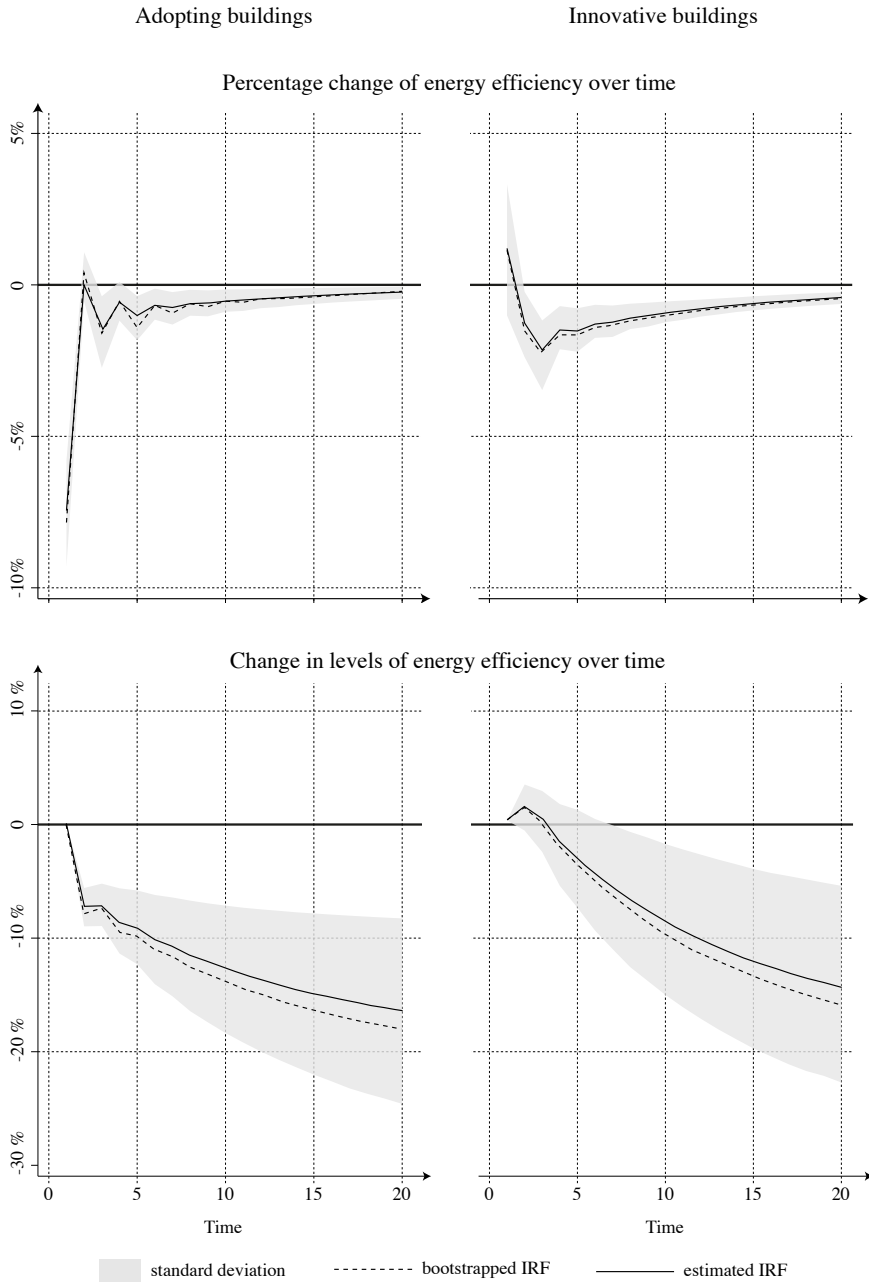 Adopting buildings
Innovative buildings
Percentage change of energy efficiency over time
5%
0
-5%
-10%
Change in levels of energy efficiency over time
10 %
0
-10 %
-20 %
-30 %
0 5 10 15 20
0 5 10 15 20
Time
Time
standard deviation
bootstrapped IRF
estimated IRF